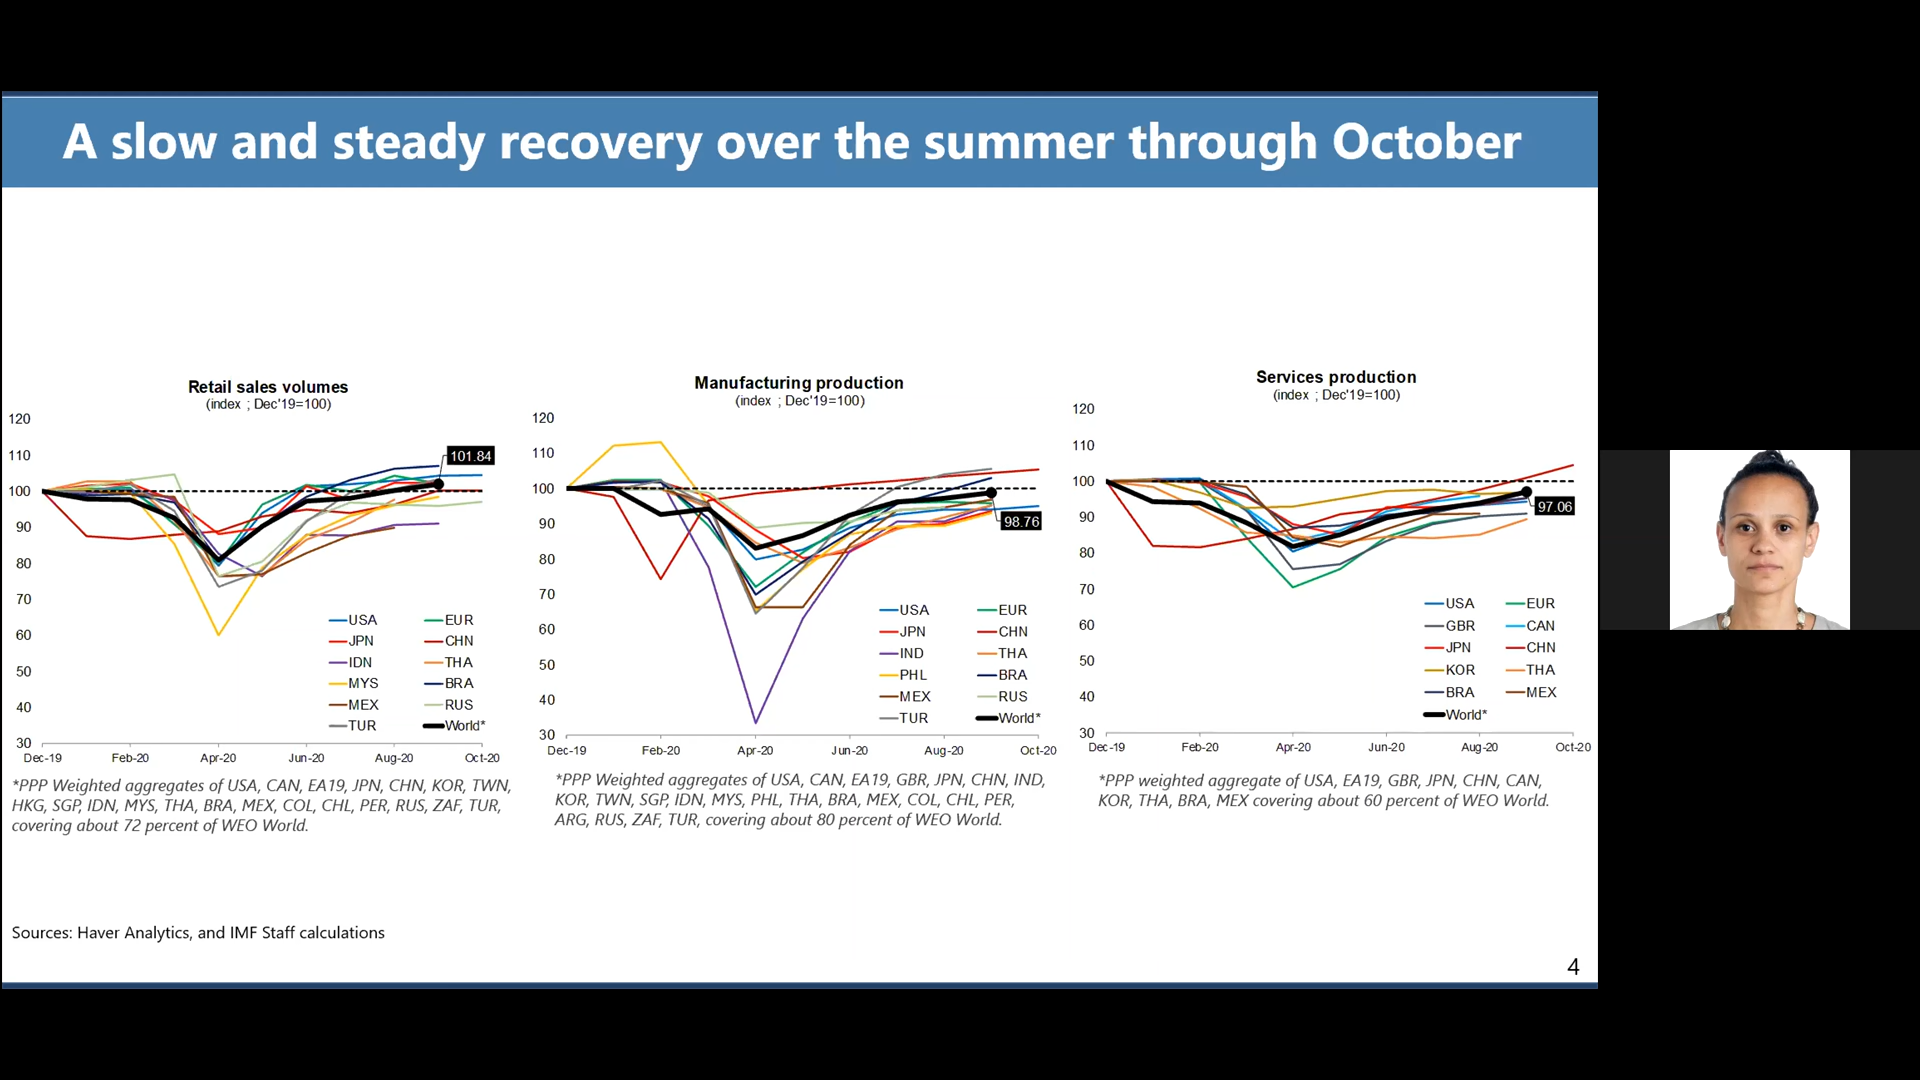 A slow and steady recovery over the summer through October
Retail sales volumes
(index ; Dec'19=100)
120
110
100
90
80
70
60
50
40
30
101.84
USA EUR
JPN CHN
IDN THA
MYS BRA
MEX RUS
TUR World*
Dec-19 Feb-20 Apr-20 Jun-20 Aug-20 Oct-20
*PPP Weighted aggregates of USA, CAN, EA19, JPN, CHN, KOR, TWN,
HKG, SGP, IDN, MYS, THA, BRA, MEX, COL, CHL, PER, RUS, ZAF, TUR,
covering about 72 percent of WEO World.
Manufacturing production
(index ; Dec'19=100)
120
110
100
90
80
70
60
50
40
30
98.76
USA EUR
JPN CHN
IND THA
PHL BRA
MEX RUS
TUR World*
Dec-19 Feb-20 Apr-20 Jun-20 Aug-20 Oct-20
*PPP Weighted aggregates of USA, CAN, EA19, GBR, JPN, CHN, IND,
KOR, TWN, SGP, IDN, MYS, PHL, THA, BRA, MEX, COL, CHL, PER,
ARG, RUS, ZAF, TUR, covering about 80 percent of WEO World.
Services production
(index ; Dec'19=100)
120
110
100
90
80
70
60
50
40
30
97.06
USA EUR
GBR CAN
JPN CHN
KOR THA
BRA MEX
World*
Dec-19 Feb-20 Apr-20 Jun-20 Aug-20 Oct-20
*PPP weighted aggregate of USA, EA19, GBR, JPN, CHN, CAN,
KOR, THA, BRA, MEX covering about 60 percent of WEO World.
Sources: Haver Analytics, and IMF Staff calculations
4